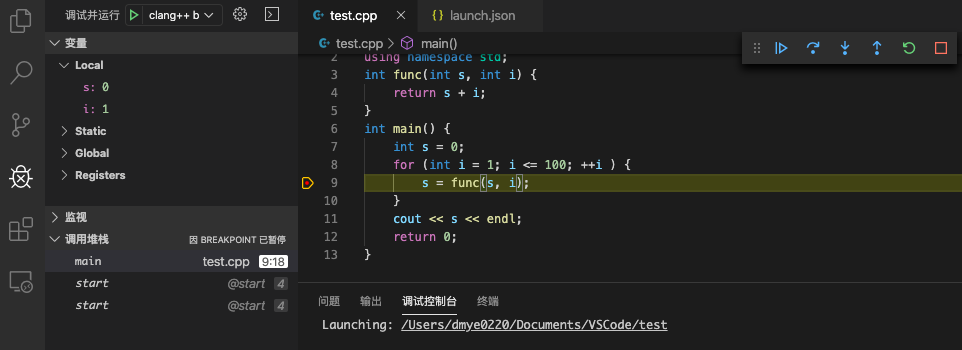 调试并运行 clang++ b
变量
Local
s: 0
i: 1
Static
Global
Registers
监视
调用堆栈 因 BREAKPOINT 已暂停
main test.cpp 9:18
start @start 4
start @start 4
test.cpp {} launch.json
test.cpp > main()
2 using namespace std;
3 int func(int s, int i) {
4 return s + i;
5 }
6 int main() {
7 int s = 0;
8 for (int i = 1; i <= 100; ++i ) {
9 s = func(s, i);
10 }
11 cout << s << endl;
12 return 0;
13 }
问题 输出 调试控制台 终端
Launching: /Users/dmye0220/Documents/VSCode/test